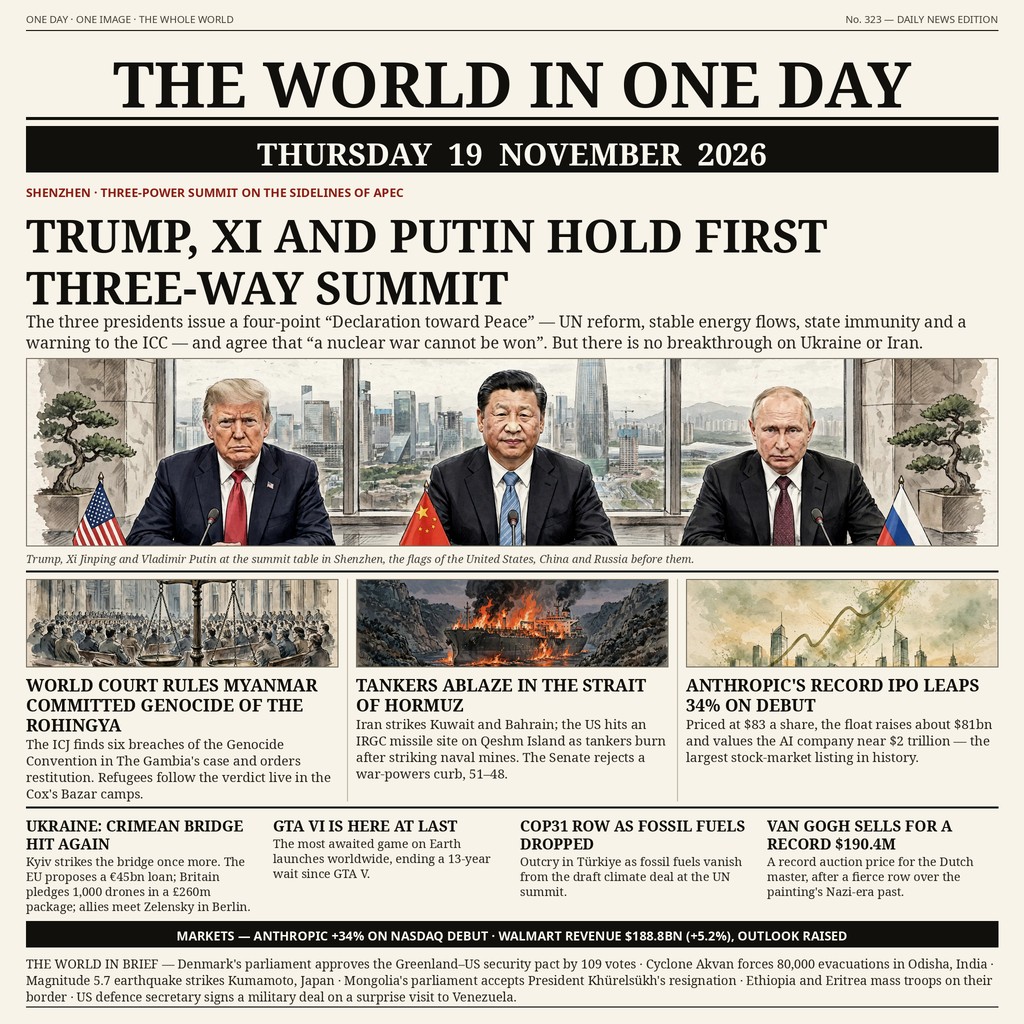 ONE DAY · ONE IMAGE · THE WHOLE WORLD
No. 323 — DAILY NEWS EDITION
THE WORLD IN ONE DAY
THURSDAY 19 NOVEMBER 2026
SHENZHEN · THREE-POWER SUMMIT ON THE SIDELINES OF APEC
TRUMP, XI AND PUTIN HOLD FIRST
THREE-WAY SUMMIT
The three presidents issue a four-point “Declaration toward Peace” — UN reform, stable energy flows, state immunity and a
warning to the ICC — and agree that “a nuclear war cannot be won”. But there is no breakthrough on Ukraine or Iran.
Trump, Xi Jinping and Vladimir Putin at the summit table in Shenzhen, the flags of the United States, China and Russia before them.
WORLD COURT RULES MYANMAR
COMMITTED GENOCIDE OF THE
ROHINGYA
The ICJ finds six breaches of the Genocide
Convention in The Gambia's case and orders
restitution. Refugees follow the verdict live in the
Cox's Bazar camps.
TANKERS ABLAZE IN THE STRAIT
OF HORMUZ
Iran strikes Kuwait and Bahrain; the US hits an
IRGC missile site on Qeshm Island as tankers burn
after striking naval mines. The Senate rejects a
war-powers curb, 51–48.
ANTHROPIC'S RECORD IPO LEAPS
34% ON DEBUT
Priced at $83 a share, the float raises about $81bn
and values the AI company near $2 trillion — the
largest stock-market listing in history.
UKRAINE: CRIMEAN BRIDGE
HIT AGAIN
Kyiv strikes the bridge once more. The
EU proposes a €45bn loan; Britain
pledges 1,000 drones in a £260m
package; allies meet Zelensky in Berlin.
GTA VI IS HERE AT LAST
The most awaited game on Earth
launches worldwide, ending a 13-year
wait since GTA V.
COP31 ROW AS FOSSIL FUELS
DROPPED
Outcry in Türkiye as fossil fuels vanish
from the draft climate deal at the UN
summit.
VAN GOGH SELLS FOR A
RECORD $190.4M
A record auction price for the Dutch
master, after a fierce row over the
painting's Nazi-era past.
MARKETS — ANTHROPIC +34% ON NASDAQ DEBUT · WALMART REVENUE $188.8BN (+5.2%), OUTLOOK RAISED
THE WORLD IN BRIEF — Denmark's parliament approves the Greenland–US security pact by 109 votes · Cyclone Akvan forces 80,000 evacuations in Odisha, India ·
Magnitude 5.7 earthquake strikes Kumamoto, Japan · Mongolia's parliament accepts President Khürelsükh's resignation · Ethiopia and Eritrea mass troops on their
border · US defence secretary signs a military deal on a surprise visit to Venezuela.